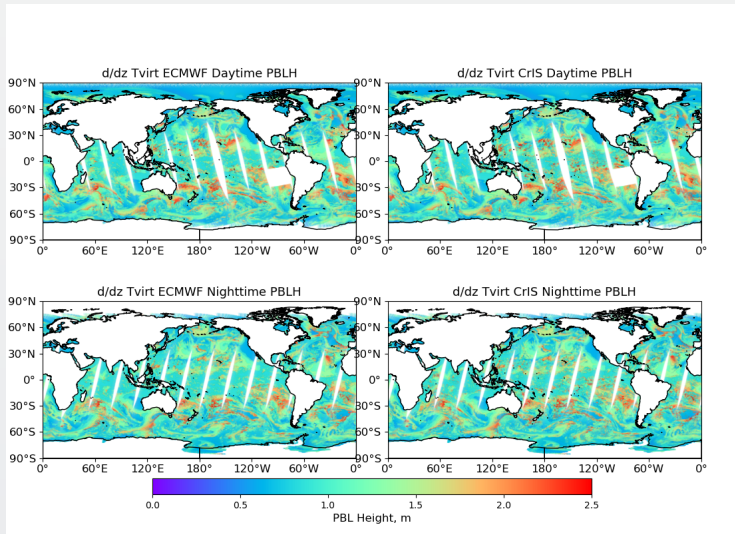 d/dz Tvirt ECMWF Daytime PBLH
d/dz Tvirt CrIS Daytime PBLH
90°N
60°N
30°N
0°
30°S
60°S
90°S
0° 60°E 120°E 180° 120°W 60°W 0°
90°N
60°N
30°N
0°
30°S
60°S
90°S
0° 60°E 120°E 180° 120°W 60°W 0°
d/dz Tvirt ECMWF Nighttime PBLH
d/dz Tvirt CrIS Nighttime PBLH
90°N
60°N
30°N
0°
30°S
60°S
90°S
0° 60°E 120°E 180° 120°W 60°W 0°
90°N
60°N
30°N
0°
30°S
60°S
90°S
0° 60°E 120°E 180° 120°W 60°W 0°
0.0 0.5 1.0 1.5 2.0 2.5
PBL Height, m